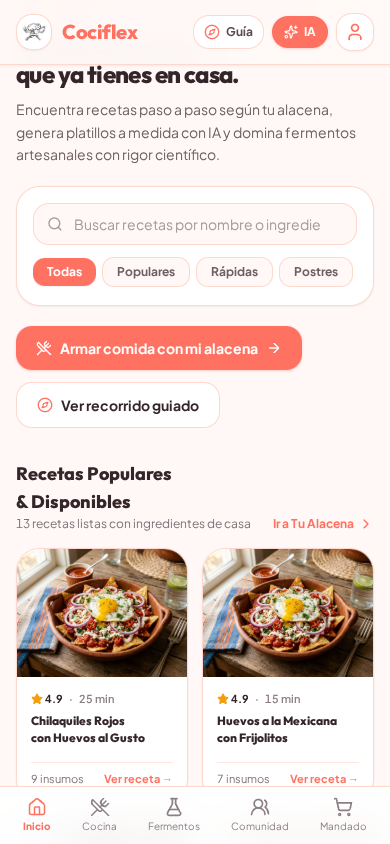 Cociflex
Guía
IA
que ya tienes en casa.
Encuentra recetas paso a paso según tu alacena,
genera platillos a medida con IA y domina fermentos
artesanales con rigor científico.
Buscar recetas por nombre o ingredie
Todas
Populares
Rápidas
Postres
Armar comida con mi alacena →
Ver recorrido guiado
Recetas Populares
& Disponibles
13 recetas listas con ingredientes de casa
Ir a Tu Alacena >
4.9 · 25 min
Chilaquiles Rojos
con Huevos al Gusto
9 insumos
Ver receta →
4.9 · 15 min
Huevos a la Mexicana
con Frijolitos
7 insumos
Ver receta →
Inicio
Cocina
Fermentos
Comunidad
Mandado